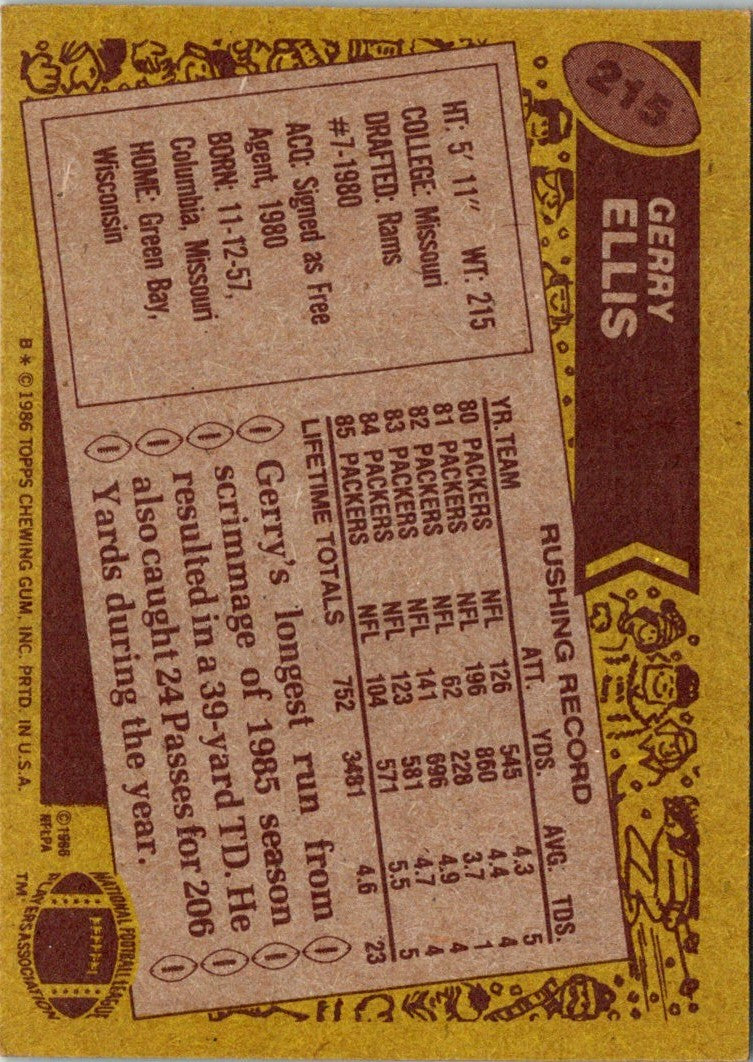 215
GERRY
ELLIS
HT: 5' 11" WT: 215
COLLEGE: Missouri
DRAFTED: Rams
#7-1980
ACQ: Signed as Free
Agent, 1980
BORN: 11-12-57,
Columbia, Missouri
HOME: Green Bay,
Wisconsin
RUSHING RECORD
YR. TEAM ATT. YDS. AVG. TDS.
80 PACKERS NFL 126 545 4.3 5
81 PACKERS NFL 196 860 4.4 4
82 PACKERS NFL 62 228 3.7 1
83 PACKERS NFL 141 696 4.9 4
84 PACKERS NFL 123 581 4.7 4
85 PACKERS NFL 104 571 5.5 5
LIFETIME TOTALS 752 3481 4.6 23
Gerry's longest run from
scrimmage of 1985 season
resulted in a 39-yard TD. He
also caught 24 Passes for 206
Yards during the year.
B* © 1986 TOPPS CHEWING GUM, INC. PRTD. IN U.S.A.
© 1986
NFLPA
NATIONAL FOOTBALL LEAGUE
PLAYERS ASSOCIATION
TM